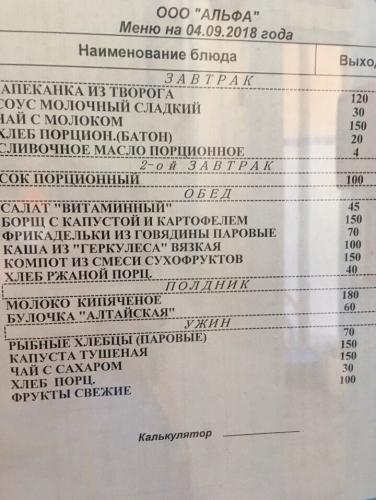 ООО "АЛЬФА"
Меню на 04.09.2018 года
Наименование блюда Выхо
ЗАВТРАК
АПЕКАНКА ИЗ ТВОРОГА 120
СОУС МОЛОЧНЫЙ СЛАДКИЙ 30
ЧАЙ С МОЛОКОМ 150
ХЛЕБ ПОРЦИОН.(БАТОН) 20
СЛИВОЧНОЕ МАСЛО ПОРЦИОННОЕ 4
2-ой ЗАВТРАК
СОК ПОРЦИОННЫЙ 100
ОБЕД
САЛАТ "ВИТАМИННЫЙ" 45
БОРЩ С КАПУСТОЙ И КАРТОФЕЛЕМ 150
ФРИКАДЕЛЬКИ ИЗ ГОВЯДИНЫ ПАРОВЫЕ 70
КАША ИЗ "ГЕРКУЛЕСА" ВЯЗКАЯ 100
КОМПОТ ИЗ СМЕСИ СУХОФРУКТОВ 150
ХЛЕБ РЖАНОЙ ПОРЦ. 40
ПОЛДНИК
МОЛОКО КИПЯЧЕНОЕ 180
БУЛОЧКА "АЛТАЙСКАЯ" 60
УЖИН
РЫБНЫЕ ХЛЕБЦЫ (ПАРОВЫЕ) 70
КАПУСТА ТУШЕНАЯ 150
ЧАЙ С САХАРОМ 150
ХЛЕБ ПОРЦ. 30
ФРУКТЫ СВЕЖИЕ 100
Калькулятор